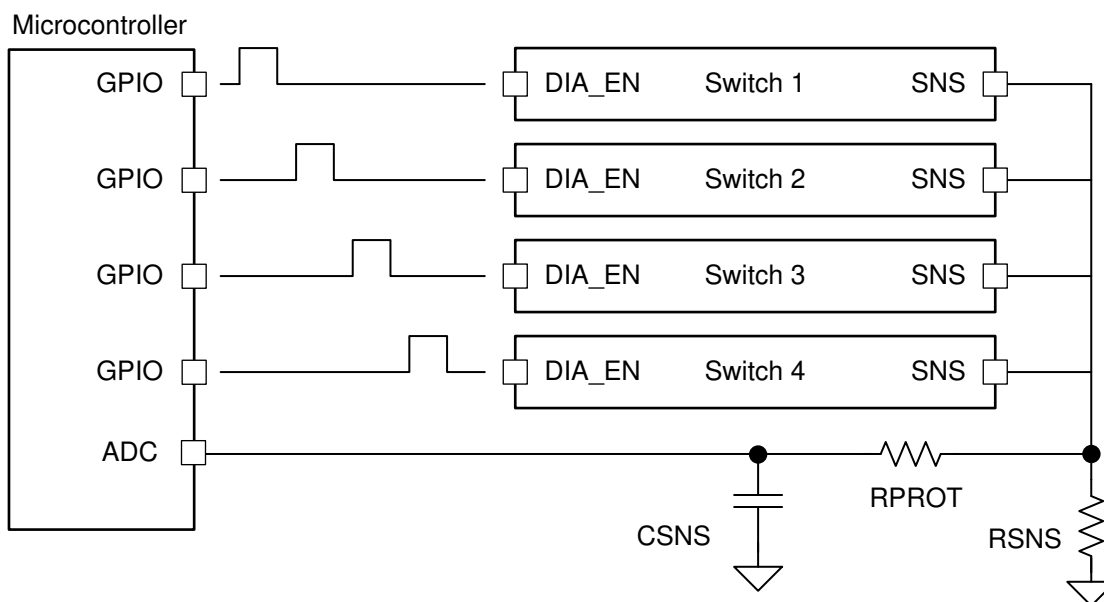 Microcontroller
GPIO DIA_EN Switch 1 SNS
GPIO DIA_EN Switch 2 SNS
GPIO DIA_EN Switch 3 SNS
GPIO DIA_EN Switch 4 SNS
ADC
RPROT
CSNS
RSNS